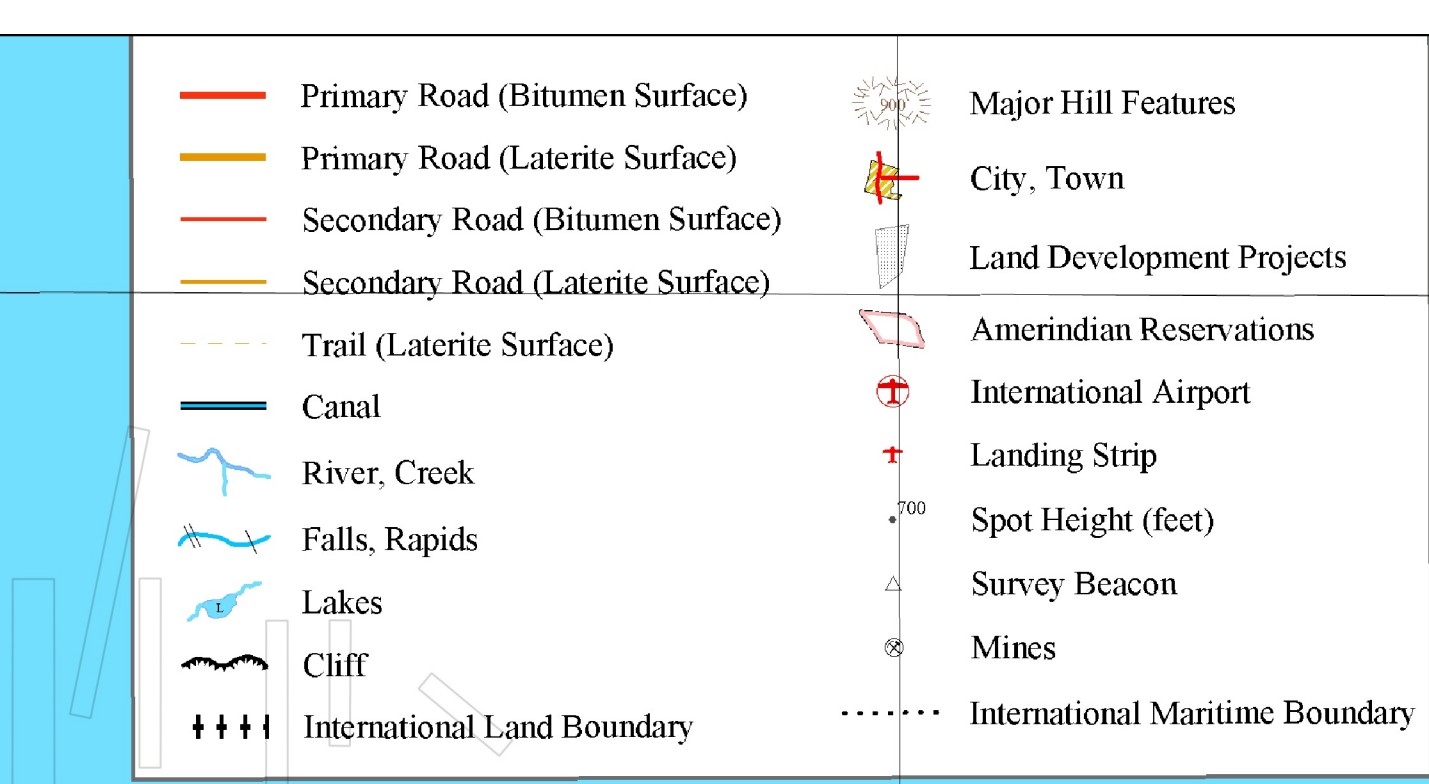 Primary Road (Bitumen Surface)
Primary Road (Laterite Surface)
Secondary Road (Bitumen Surface)
Secondary Road (Laterite Surface)
Trail (Laterite Surface)
Canal
River, Creek
Falls, Rapids
L
Lakes
Cliff
International Land Boundary
900
Major Hill Features
City, Town
Land Development Projects
Amerindian Reservations
International Airport
Landing Strip
700
Spot Height (feet)
Survey Beacon
Mines
International Maritime Boundary